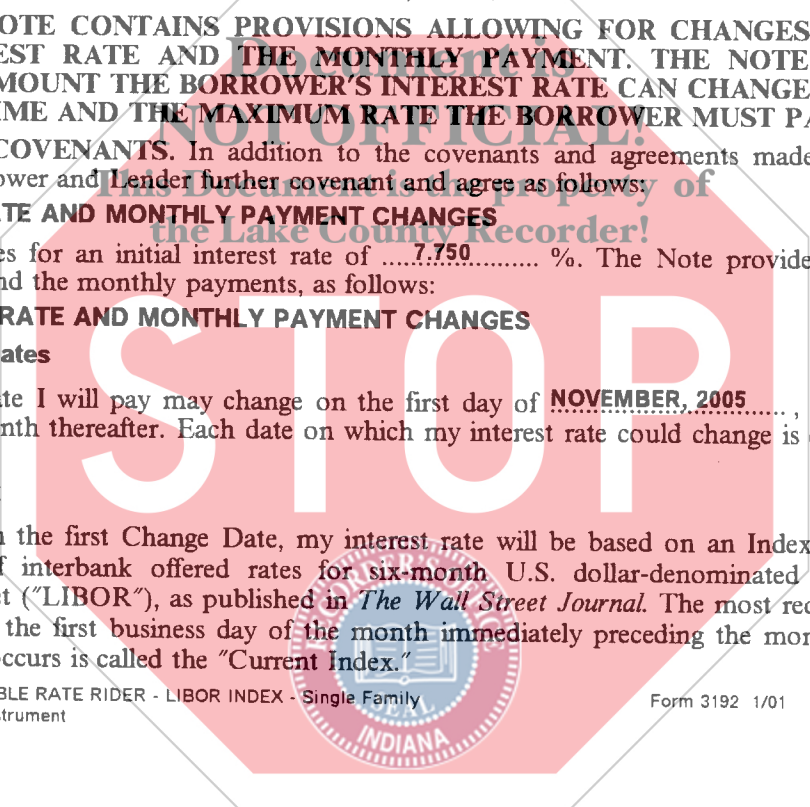 OTE CONTAINS PROVISIONS ALLOWING FOR CHANGES
EST RATE AND THE MONTHLY PAYMENT. THE NOTE
MOUNT THE BORROWER'S INTEREST RATE CAN CHANGE
IME AND THE MAXIMUM RATE THE BORROWER MUST PA
Document is
NOT OFFICIAL!
This Document is the property of
the Lake County Recorder!
COVENANTS. In addition to the covenants and agreements made
ower and Lender further covenant and agree as follows:
TE AND MONTHLY PAYMENT CHANGES
es for an initial interest rate of .....7.750.......... %. The Note provide
nd the monthly payments, as follows:
RATE AND MONTHLY PAYMENT CHANGES
ates
STOP
te I will pay may change on the first day of NOVEMBER, 2005 ..... ,
nth thereafter. Each date on which my interest rate could change is
n the first Change Date, my interest rate will be based on an Index
f interbank offered rates for six-month U.S. dollar-denominated
t ("LIBOR"), as published in The Wall Street Journal. The most rec
the first business day of the month immediately preceding the mon
ccurs is called the "Current Index."
RECORDER'S OFFICE
SEAL
INDIANA
BLE RATE RIDER - LIBOR INDEX - Single Family
Form 3192 1/01
strument